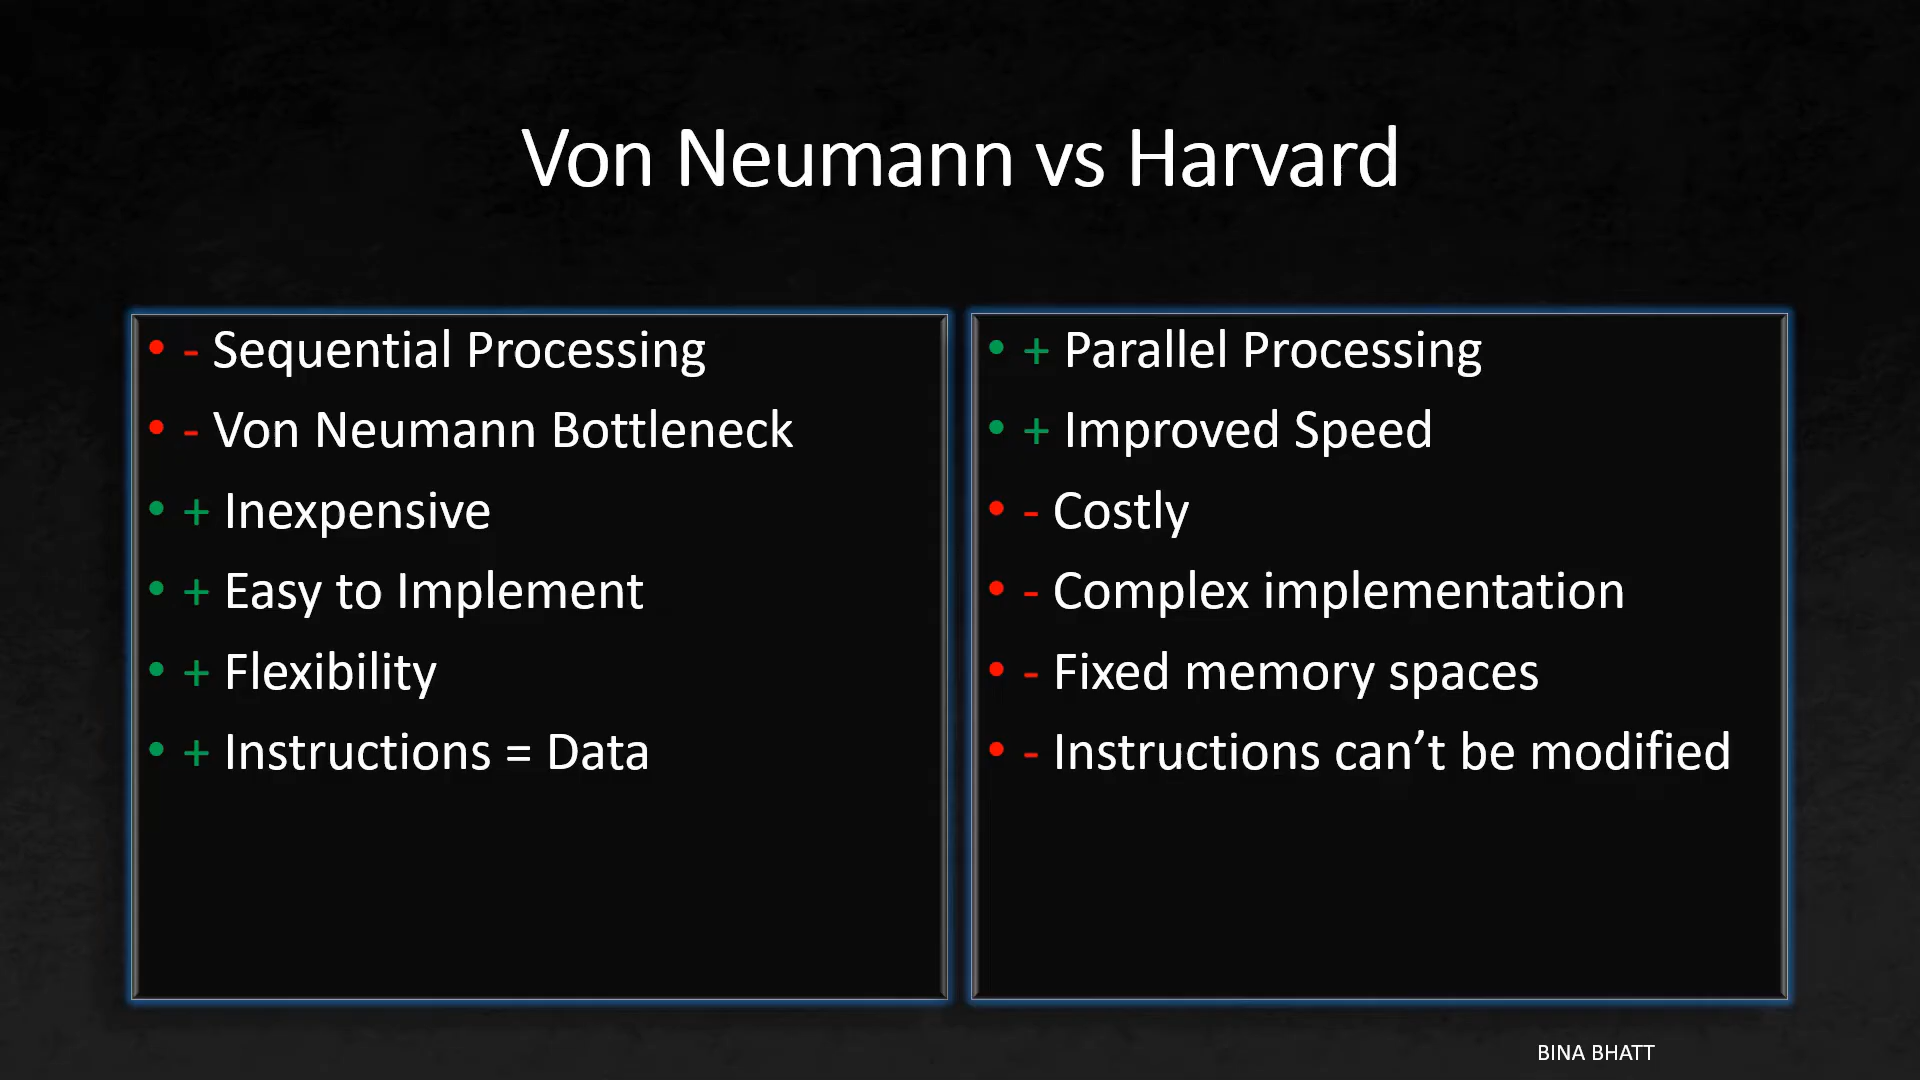 Von Neumann vs Harvard
• - Sequential Processing
• - Von Neumann Bottleneck
• + Inexpensive
• + Easy to Implement
• + Flexibility
• + Instructions = Data
• + Parallel Processing
• + Improved Speed
• - Costly
• - Complex implementation
• - Fixed memory spaces
• - Instructions can’t be modified
BINA BHATT